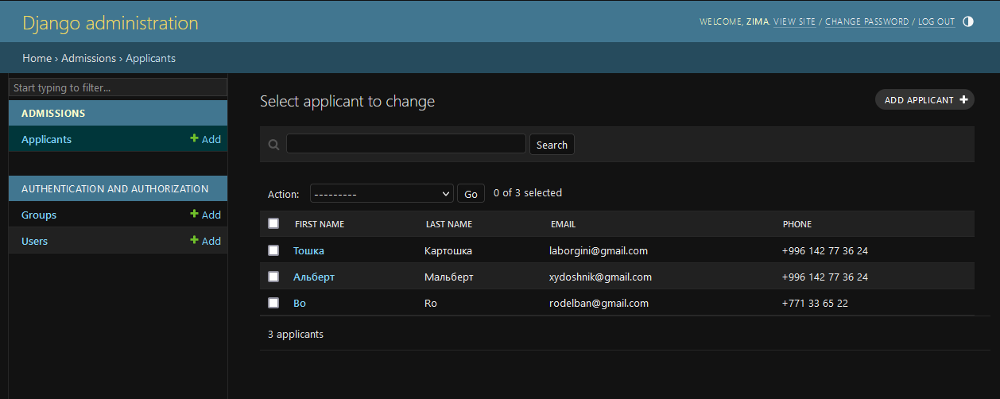 Django administration
WELCOME, ZIMA. VIEW SITE / CHANGE PASSWORD / LOG OUT
Home › Admissions › Applicants
Start typing to filter...
ADMISSIONS
Applicants + Add
AUTHENTICATION AND AUTHORIZATION
Groups + Add
Users + Add
Select applicant to change
ADD APPLICANT +
Search
Action: --------- Go 0 of 3 selected
FIRST NAME LAST NAME EMAIL PHONE
Тошка Картошка laborgini@gmail.com +996 142 77 36 24
Альберт Мальберт xydoshnik@gmail.com +996 142 77 36 24
Bo Ro rodelban@gmail.com +771 33 65 22
3 applicants